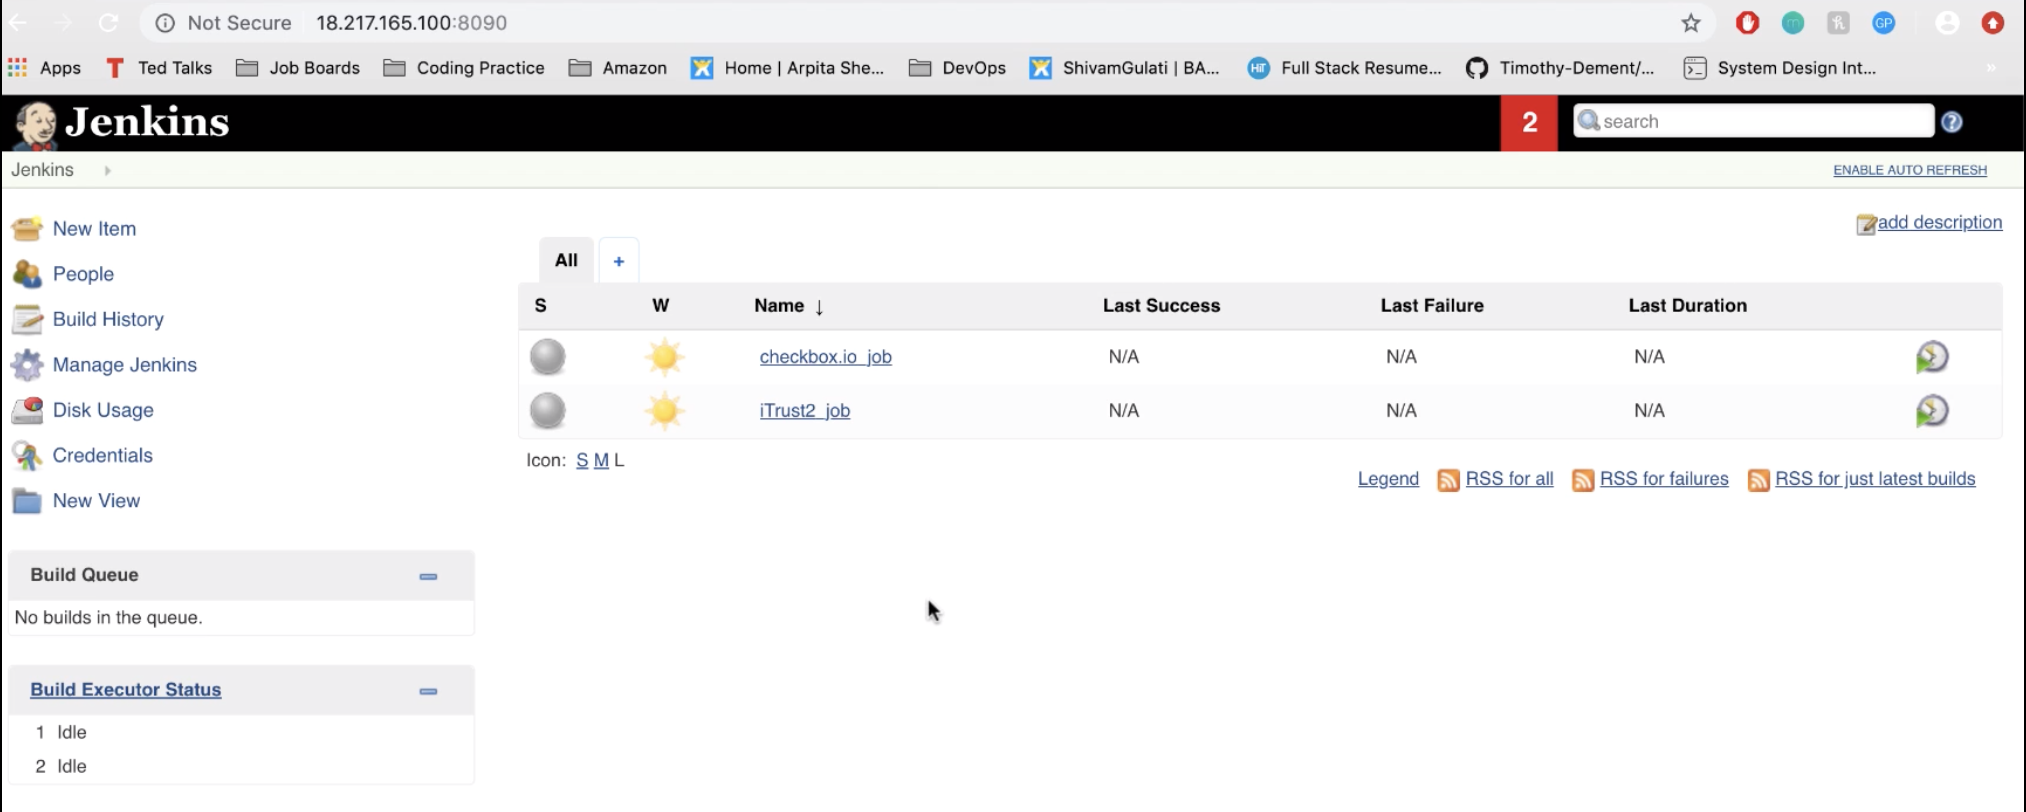 Not Secure 18.217.165.100:8090
GP
Apps Ted Talks Job Boards Coding Practice Amazon Home | Arpita She... DevOps ShivamGulati | BA... HiT Full Stack Resume... Timothy-Dement/... System Design Int... »
Jenkins 2 search ?
Jenkins ENABLE AUTO REFRESH
add description
New Item
People
Build History
Manage Jenkins
Disk Usage
Credentials
New View
All +
S W Name ↓ Last Success Last Failure Last Duration
checkbox.io_job N/A N/A N/A
iTrust2_job N/A N/A N/A
Icon: S M L
Legend RSS for all RSS for failures RSS for just latest builds
Build Queue
No builds in the queue.
Build Executor Status
1 Idle
2 Idle